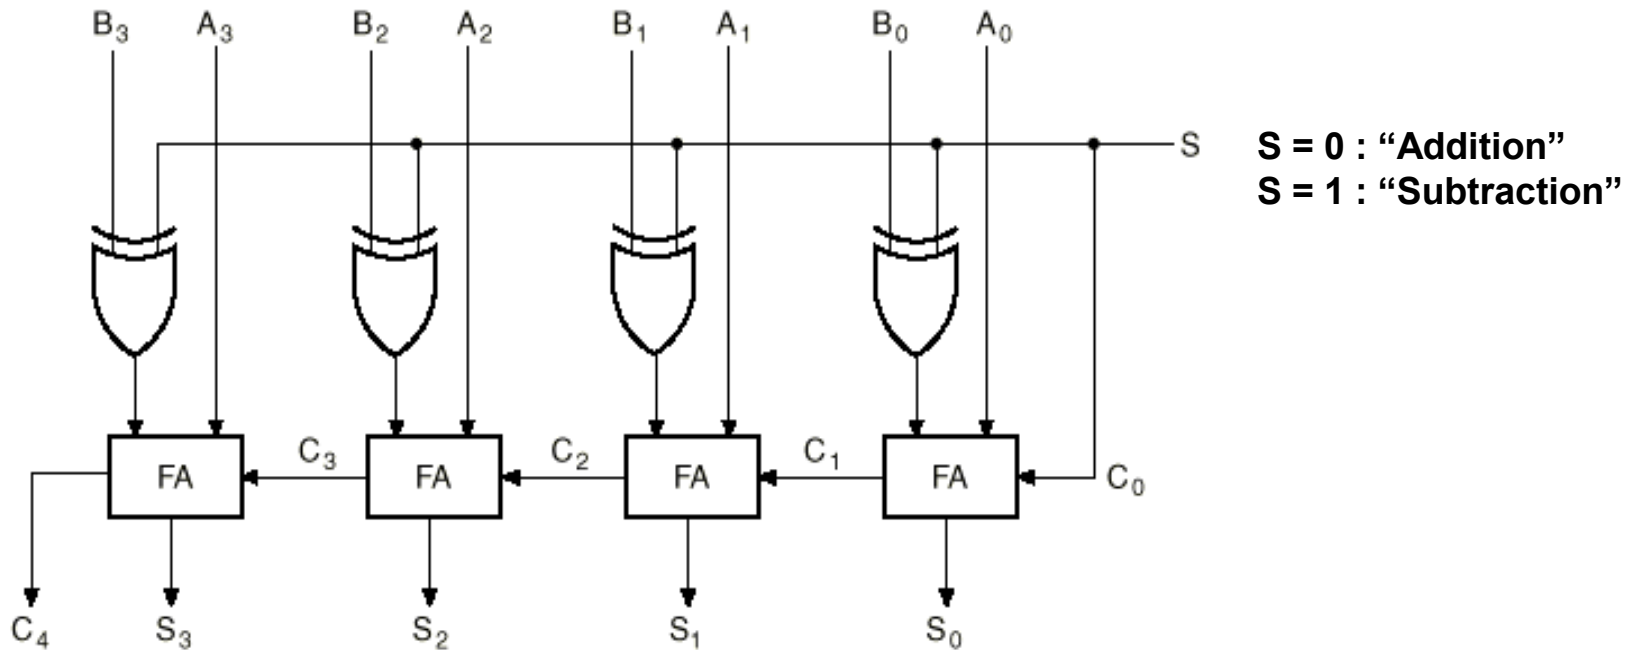 B₃ A₃ B₂ A₂ B₁ A₁ B₀ A₀
S
S = 0 : “Addition”
S = 1 : “Subtraction”
FA C₃ FA C₂ FA C₁ FA C₀
C₄ S₃ S₂ S₁ S₀